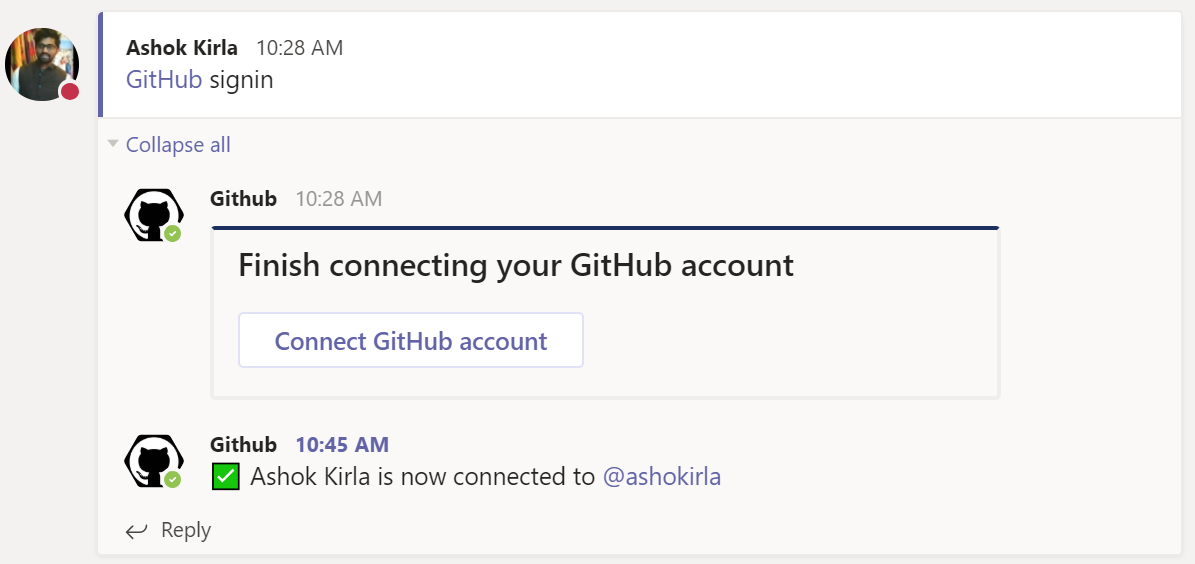 Ashok Kirla 10:28 AM
GitHub signin
Collapse all
Github 10:28 AM
Finish connecting your GitHub account
Connect GitHub account
Github 10:45 AM
Ashok Kirla is now connected to @ashokirla
Reply